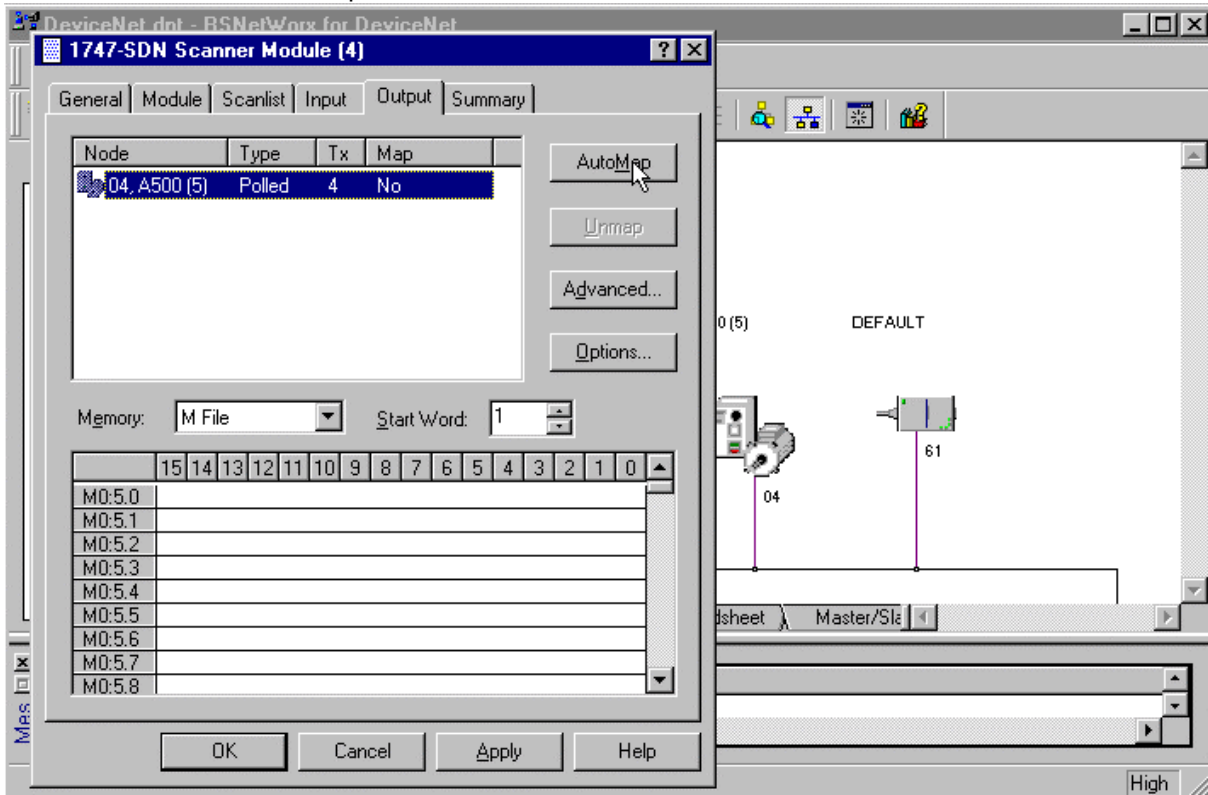 DeviceNet.dnt - RSNetWorx for DeviceNet
1747-SDN Scanner Module (4)
General Module Scanlist Input Output Summary
Node Type Tx Map
04, A500 (5) Polled 4 No
AutoMap
Unmap
Advanced...
Options...
Memory: M File Start Word: 1
15 14 13 12 11 10 9 8 7 6 5 4 3 2 1 0
M0:5.0
M0:5.1
M0:5.2
M0:5.3
M0:5.4
M0:5.5
M0:5.6
M0:5.7
M0:5.8
OK Cancel Apply Help
0 (5) DEFAULT
61
04
dsheet Master/Sla
Mes
High